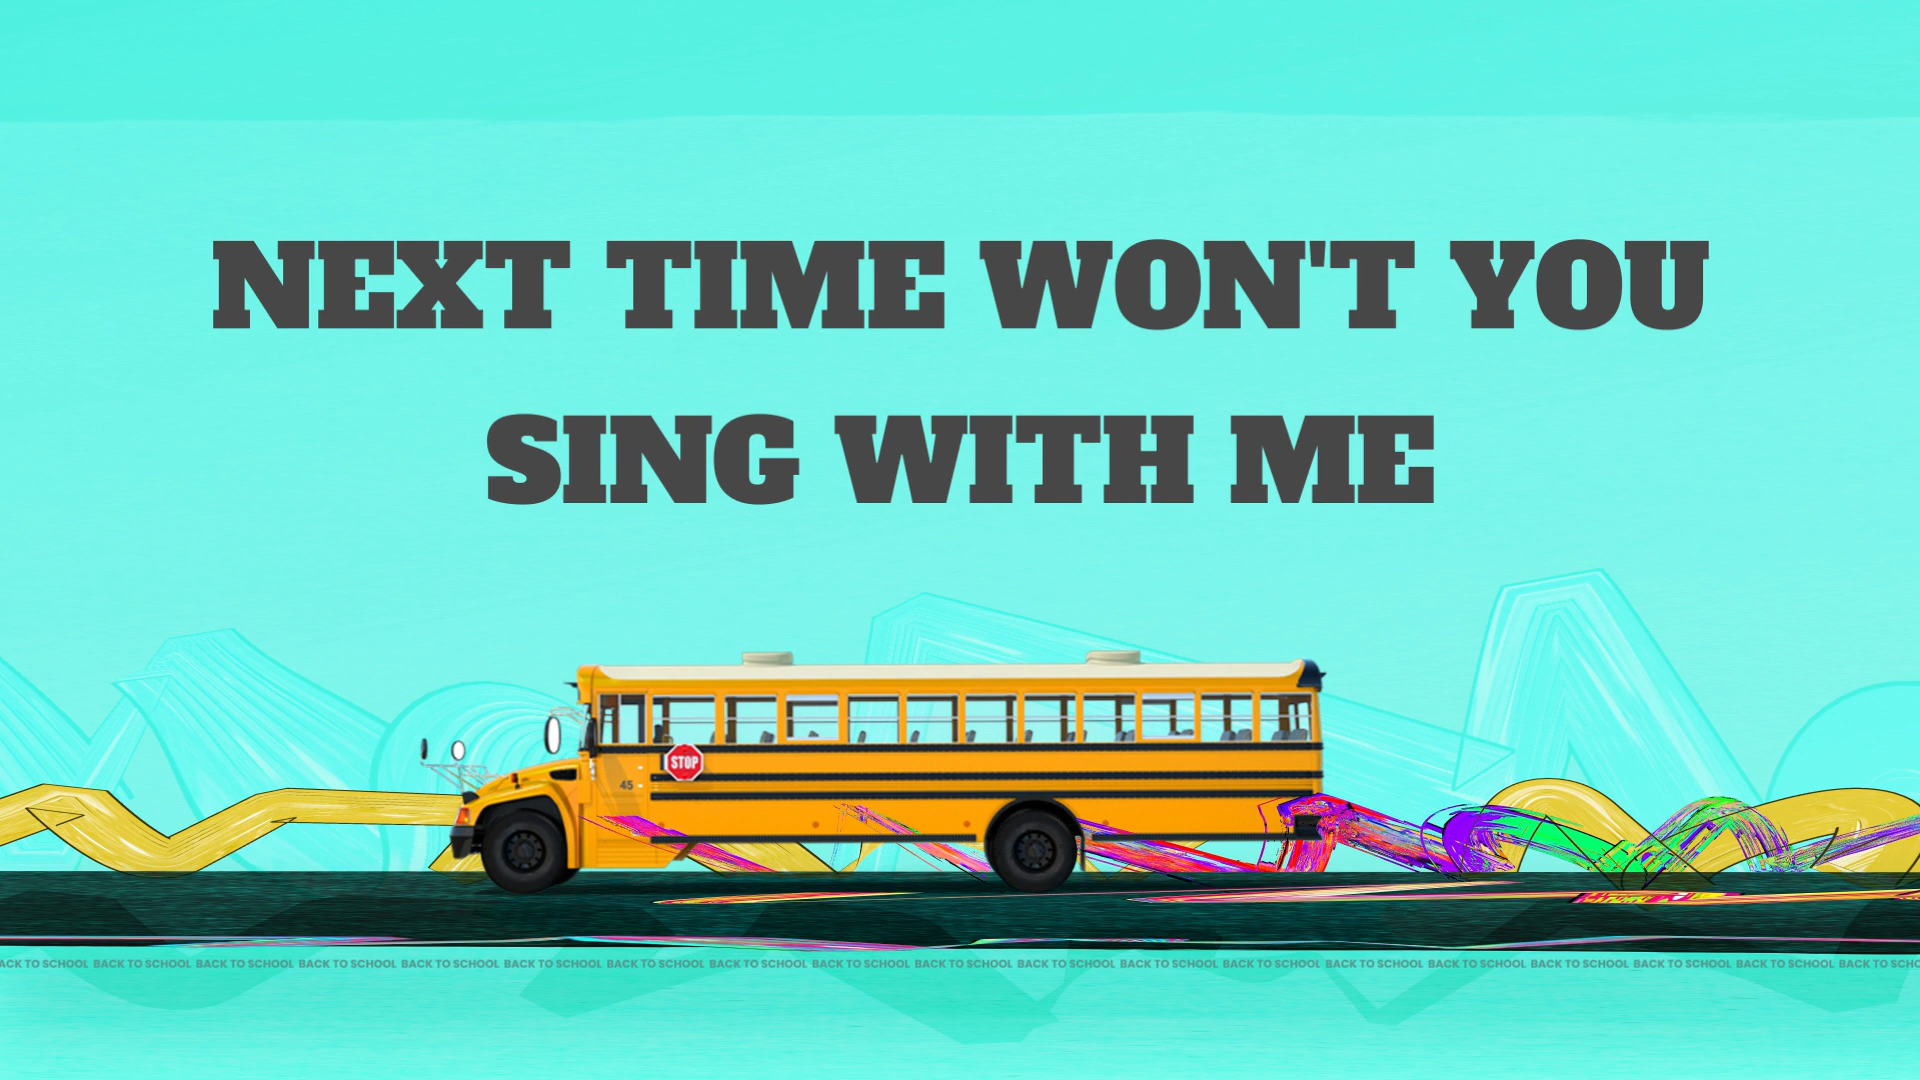 NEXT TIME WON'T YOU
SING WITH ME
STOP
45
BACK TO SCHOOL BACK TO SCHOOL BACK TO SCHOOL BACK TO SCHOOL BACK TO SCHOOL BACK TO SCHOOL BACK TO SCHOOL BACK TO SCHOOL BACK TO SCHOOL BACK TO SCHOOL BACK TO SCHOOL BACK TO SCHOOL BACK TO SCHOOL BACK TO SCHOOL BACK TO SCHOOL BACK TO SCHOOL BACK TO SCHOOL BACK TO SCHOOL BACK TO SCHO